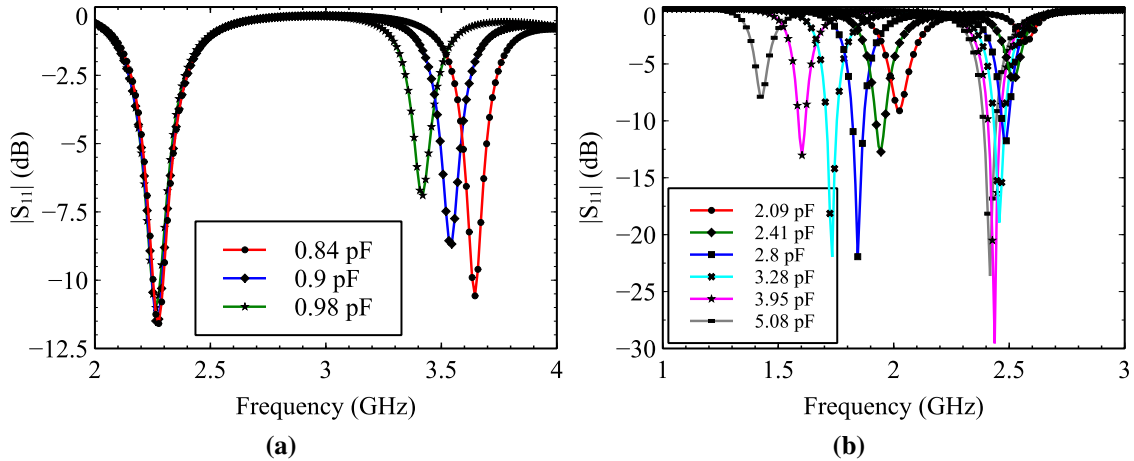 0
−2.5
−5
−7.5
−10
−12.5
|S11| (dB)
0.84 pF
0.9 pF
0.98 pF
2
2.5
3
3.5
4
Frequency (GHz)
(a)
0
−5
−10
−15
−20
−25
−30
|S11| (dB)
2.09 pF
2.41 pF
2.8 pF
3.28 pF
3.95 pF
5.08 pF
1
1.5
2
2.5
3
Frequency (GHz)
(b)